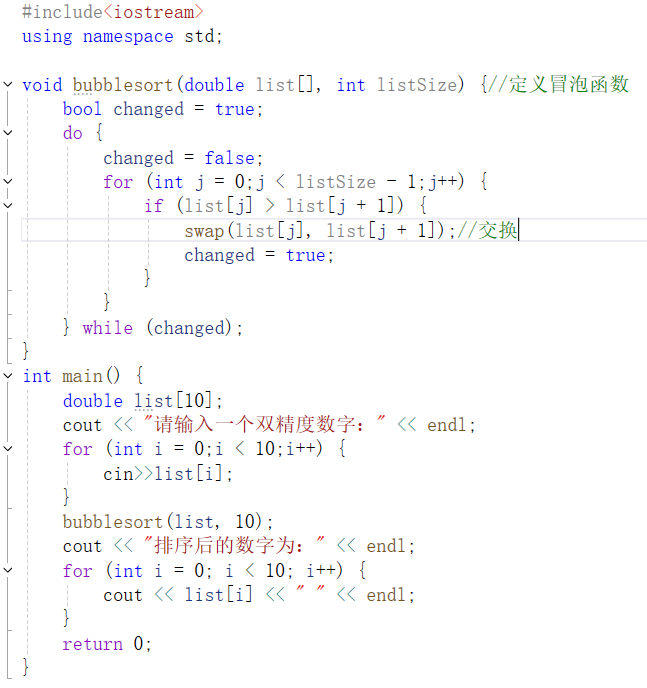 #include<iostream>
using namespace std;
void bubblesort(double list[], int listSize) {//定义冒泡函数
    bool changed = true;
    do {
        changed = false;
        for (int j = 0;j < listSize - 1;j++) {
            if (list[j] > list[j + 1]) {
                swap(list[j], list[j + 1]);//交换
                changed = true;
            }
        }
    } while (changed);
}
int main() {
    double list[10];
    cout << "请输入一个双精度数字：" << endl;
    for (int i = 0;i < 10;i++) {
        cin>>list[i];
    }
    bubblesort(list, 10);
    cout << "排序后的数字为：" << endl;
    for (int i = 0; i < 10; i++) {
        cout << list[i] << " " << endl;
    }
    return 0;
}